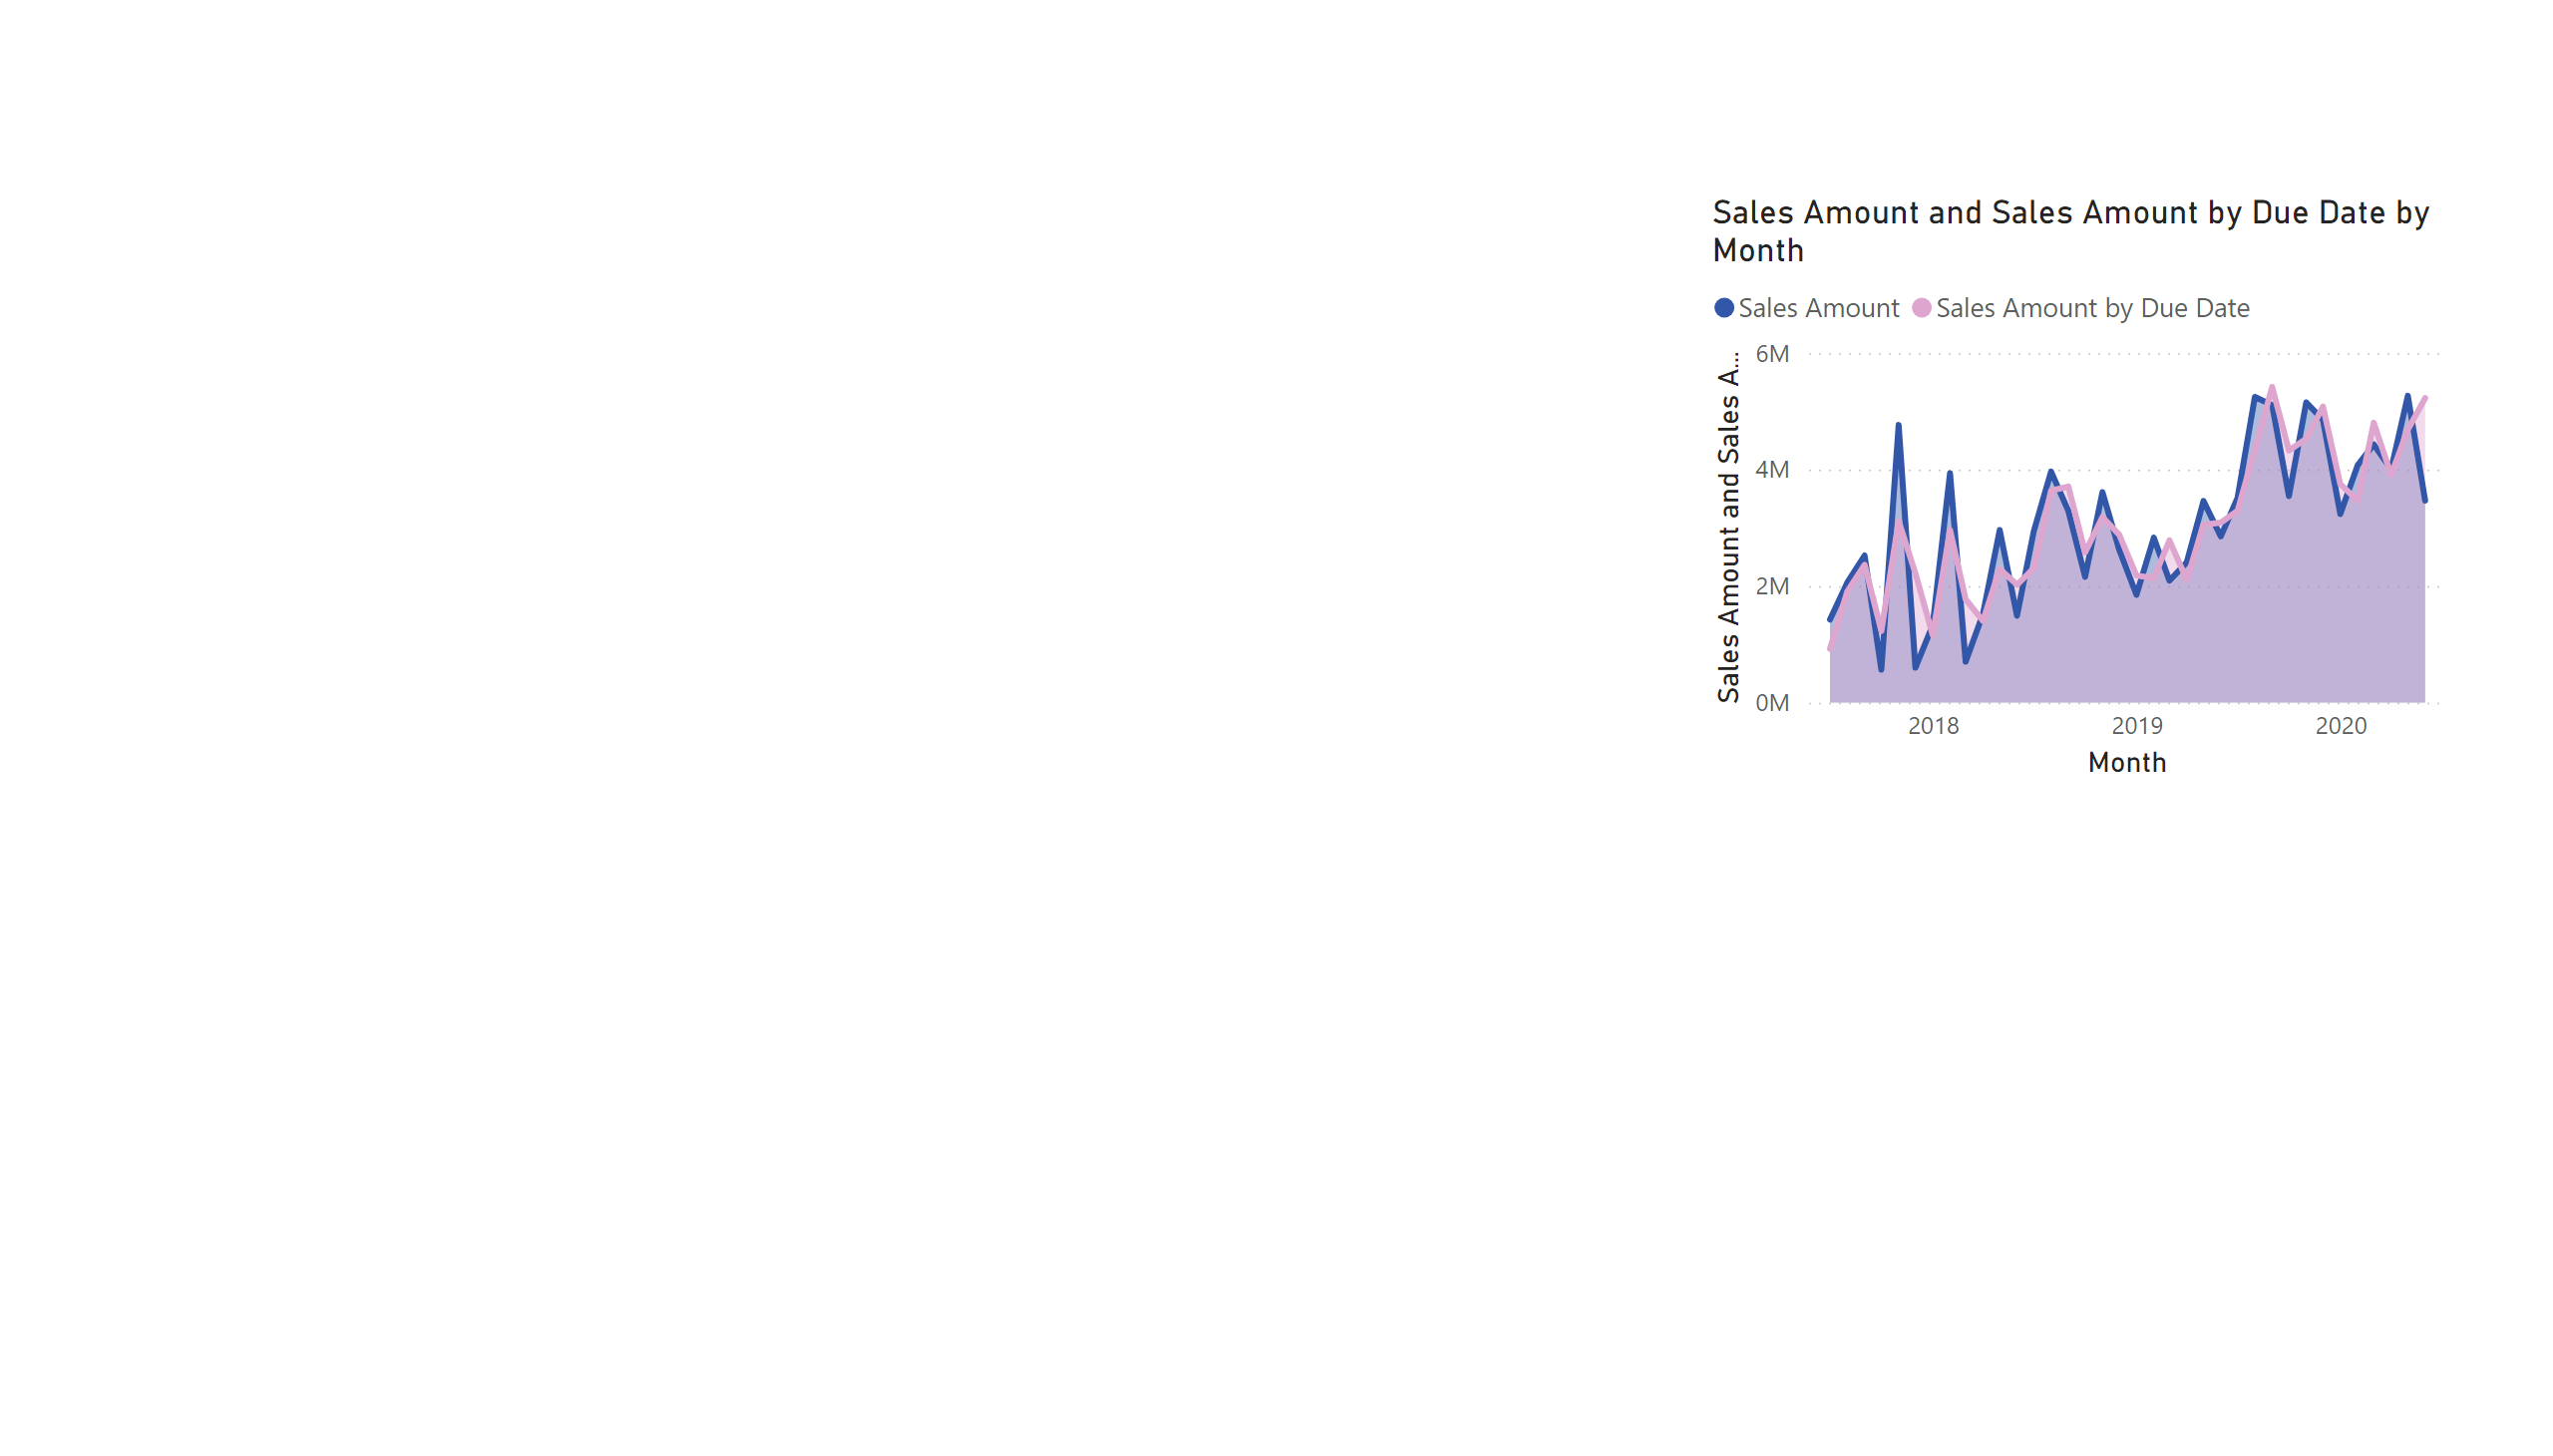 Sales Amount and Sales Amount by Due Date by
Month
Sales Amount Sales Amount by Due Date
Sales Amount and Sales A...
6M
4M
2M
0M
2018 2019 2020
Month